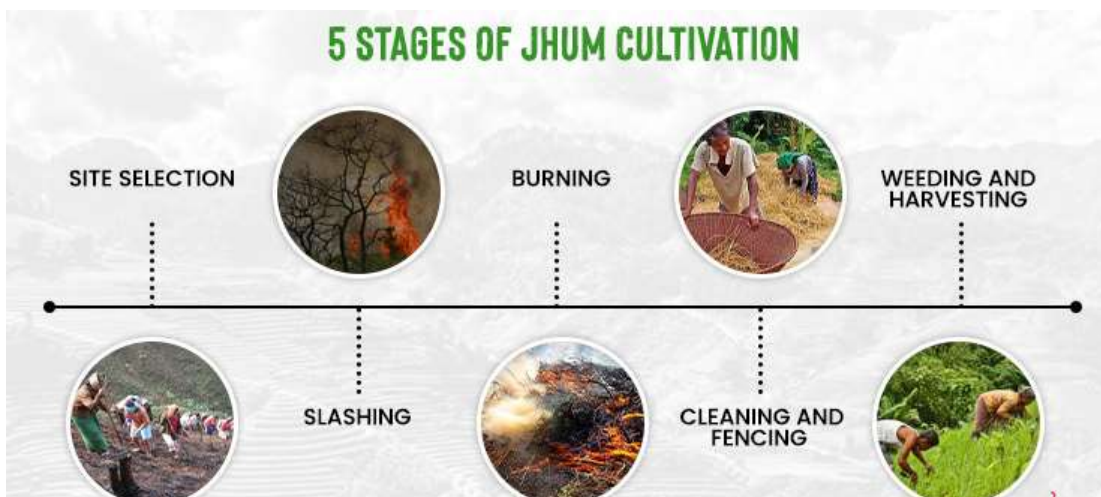 5 STAGES OF JHUM CULTIVATION
SITE SELECTION
BURNING
WEEDING AND
HARVESTING
SLASHING
CLEANING AND
FENCING